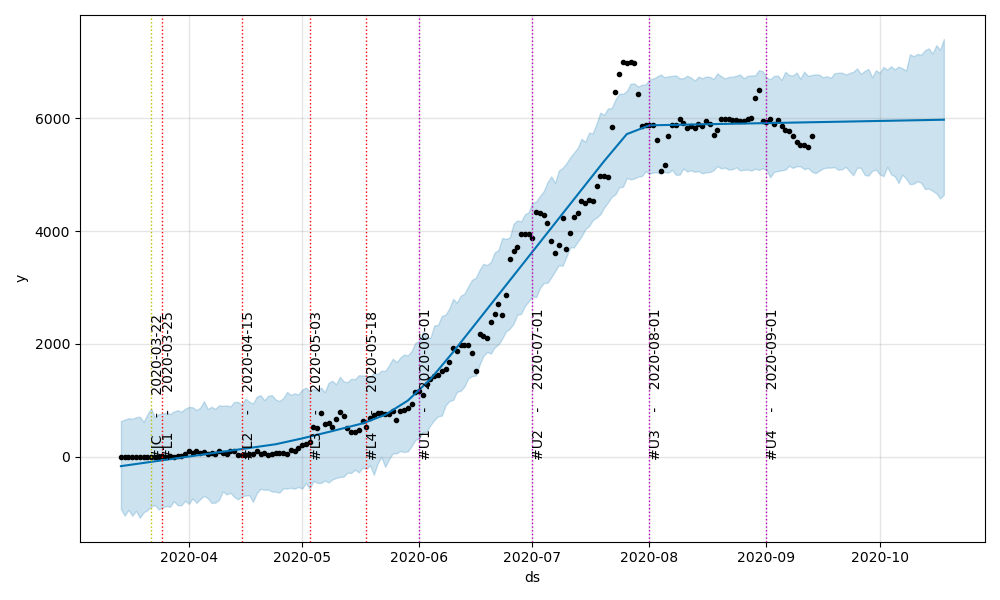 6000
4000
2000
0
y
#JC - 2020-03-22
#L1 - 2020-03-25
#L2 - 2020-04-15
#L3 - 2020-05-03
#L4 - 2020-05-18
#U1 - 2020-06-01
#U2 - 2020-07-01
#U3 - 2020-08-01
#U4 - 2020-09-01
2020-04
2020-05
2020-06
2020-07
2020-08
2020-09
2020-10
ds